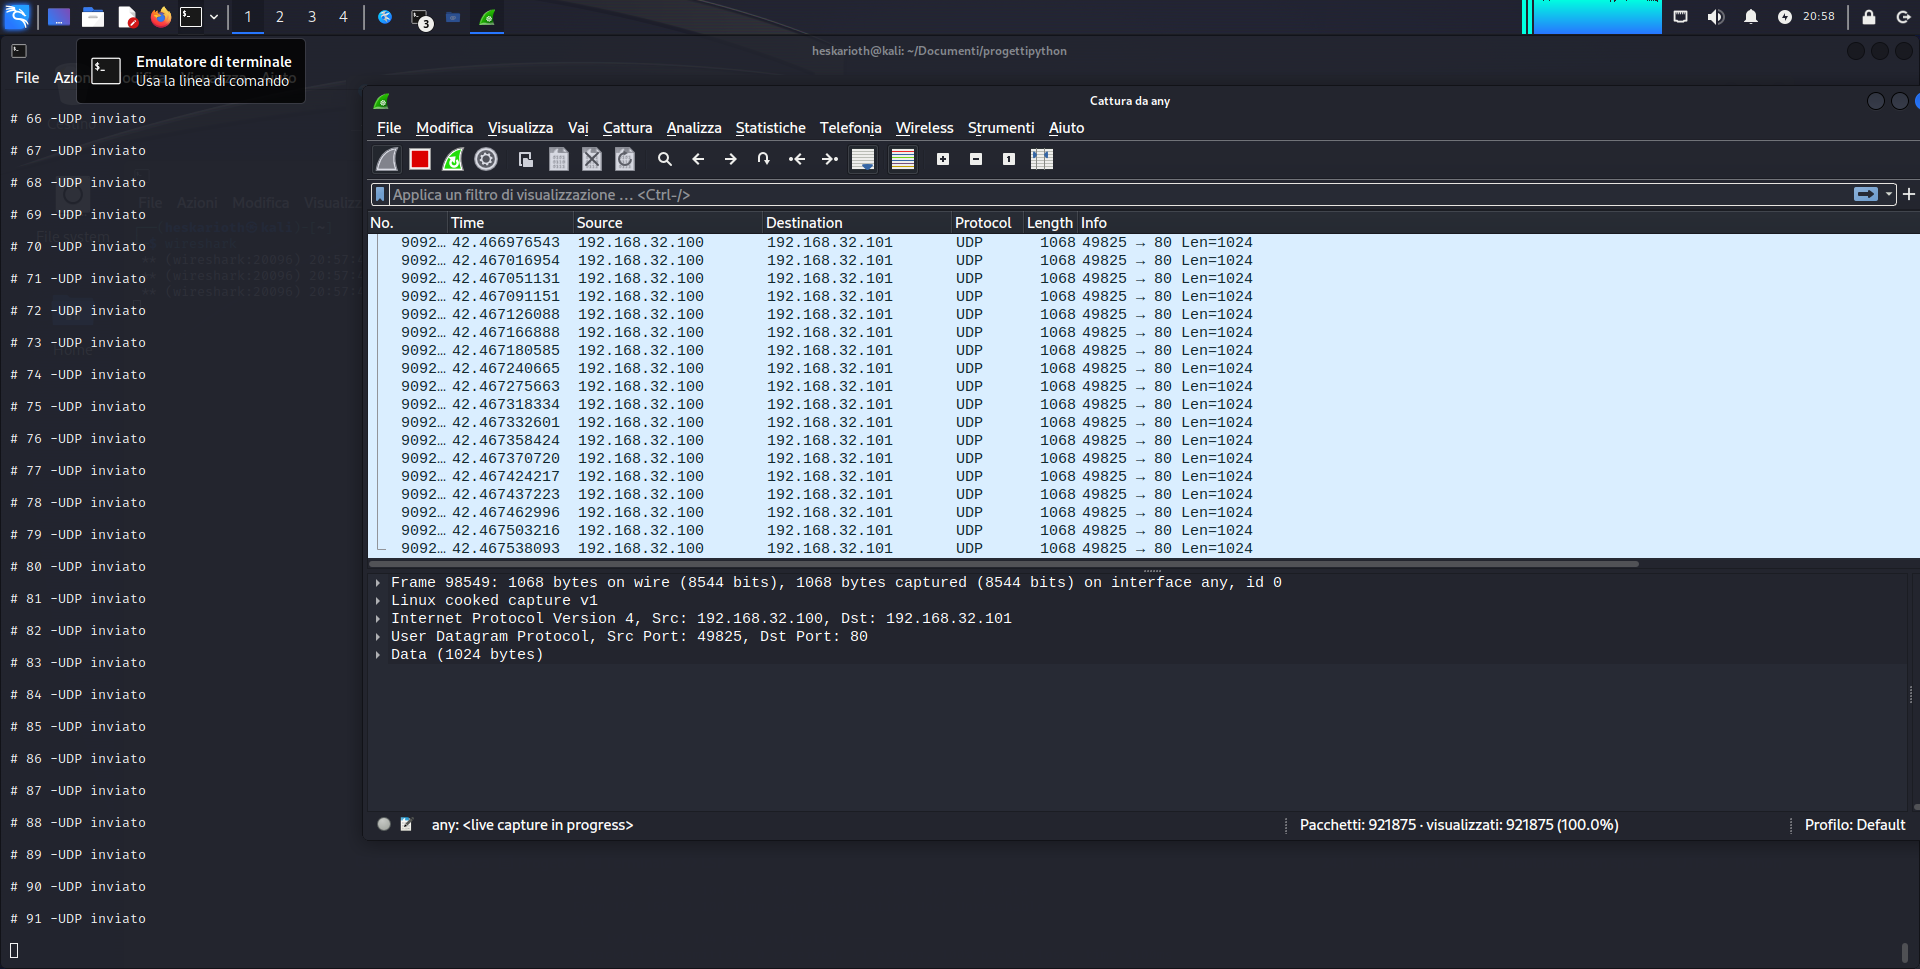 1 2 3 4 3 20:58
heskarioth@kali: ~/Documenti/progettipython
File Azioni Modifica Visualizza Aiuto
Emulatore di terminale
Usa la linea di comando
# 66 -UDP inviato
# 67 -UDP inviato
# 68 -UDP inviato
# 69 -UDP inviato
# 70 -UDP inviato
# 71 -UDP inviato
# 72 -UDP inviato
# 73 -UDP inviato
# 74 -UDP inviato
# 75 -UDP inviato
# 76 -UDP inviato
# 77 -UDP inviato
# 78 -UDP inviato
# 79 -UDP inviato
# 80 -UDP inviato
# 81 -UDP inviato
# 82 -UDP inviato
# 83 -UDP inviato
# 84 -UDP inviato
# 85 -UDP inviato
# 86 -UDP inviato
# 87 -UDP inviato
# 88 -UDP inviato
# 89 -UDP inviato
# 90 -UDP inviato
# 91 -UDP inviato
File Azioni Modifica Visualizz
Cattura da any
File Modifica Visualizza Vai Cattura Analizza Statistiche Telefonia Wireless Strumenti Aiuto
Applica un filtro di visualizzazione … <Ctrl-/>
No. Time Source Destination Protocol Length Info
9092… 42.466976543 192.168.32.100 192.168.32.101 UDP 1068 49825 → 80 Len=1024
9092… 42.467016954 192.168.32.100 192.168.32.101 UDP 1068 49825 → 80 Len=1024
9092… 42.467051131 192.168.32.100 192.168.32.101 UDP 1068 49825 → 80 Len=1024
9092… 42.467091151 192.168.32.100 192.168.32.101 UDP 1068 49825 → 80 Len=1024
9092… 42.467126088 192.168.32.100 192.168.32.101 UDP 1068 49825 → 80 Len=1024
9092… 42.467166888 192.168.32.100 192.168.32.101 UDP 1068 49825 → 80 Len=1024
9092… 42.467180585 192.168.32.100 192.168.32.101 UDP 1068 49825 → 80 Len=1024
9092… 42.467240665 192.168.32.100 192.168.32.101 UDP 1068 49825 → 80 Len=1024
9092… 42.467275663 192.168.32.100 192.168.32.101 UDP 1068 49825 → 80 Len=1024
9092… 42.467318334 192.168.32.100 192.168.32.101 UDP 1068 49825 → 80 Len=1024
9092… 42.467332601 192.168.32.100 192.168.32.101 UDP 1068 49825 → 80 Len=1024
9092… 42.467358424 192.168.32.100 192.168.32.101 UDP 1068 49825 → 80 Len=1024
9092… 42.467370720 192.168.32.100 192.168.32.101 UDP 1068 49825 → 80 Len=1024
9092… 42.467424217 192.168.32.100 192.168.32.101 UDP 1068 49825 → 80 Len=1024
9092… 42.467437223 192.168.32.100 192.168.32.101 UDP 1068 49825 → 80 Len=1024
9092… 42.467462996 192.168.32.100 192.168.32.101 UDP 1068 49825 → 80 Len=1024
9092… 42.467503216 192.168.32.100 192.168.32.101 UDP 1068 49825 → 80 Len=1024
9092… 42.467538093 192.168.32.100 192.168.32.101 UDP 1068 49825 → 80 Len=1024
Frame 98549: 1068 bytes on wire (8544 bits), 1068 bytes captured (8544 bits) on interface any, id 0
Linux cooked capture v1
Internet Protocol Version 4, Src: 192.168.32.100, Dst: 192.168.32.101
User Datagram Protocol, Src Port: 49825, Dst Port: 80
Data (1024 bytes)
any: <live capture in progress> Pacchetti: 921875 · visualizzati: 921875 (100.0%) Profilo: Default